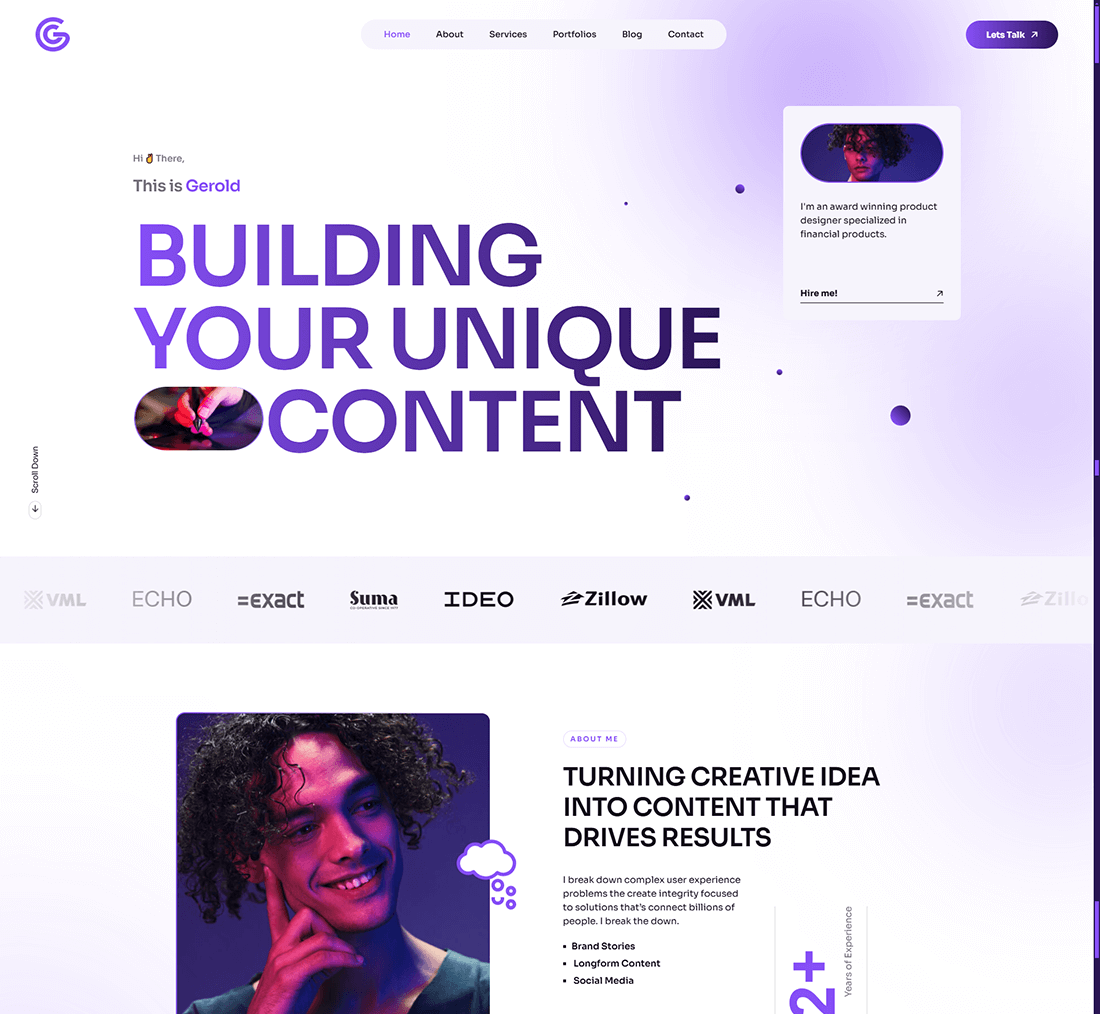 Home About Services Portfolios Blog Contact
Lets Talk
Hi There,
This is Gerold
BUILDING
YOUR UNIQUE
CONTENT
I'm an award winning product
designer specialized in
financial products.
Hire me!
Scroll Down
VML ECHO =exact Suma IDEO Zillow VML ECHO =exact Zillo
CO-OPERATIVE SINCE 1977
ABOUT ME
TURNING CREATIVE IDEA
INTO CONTENT THAT
DRIVES RESULTS
I break down complex user experience
problems the create integrity focused
to solutions that's connect billions of
people. I break the down.
Brand Stories
Longform Content
Social Media
2+
Years of Experience